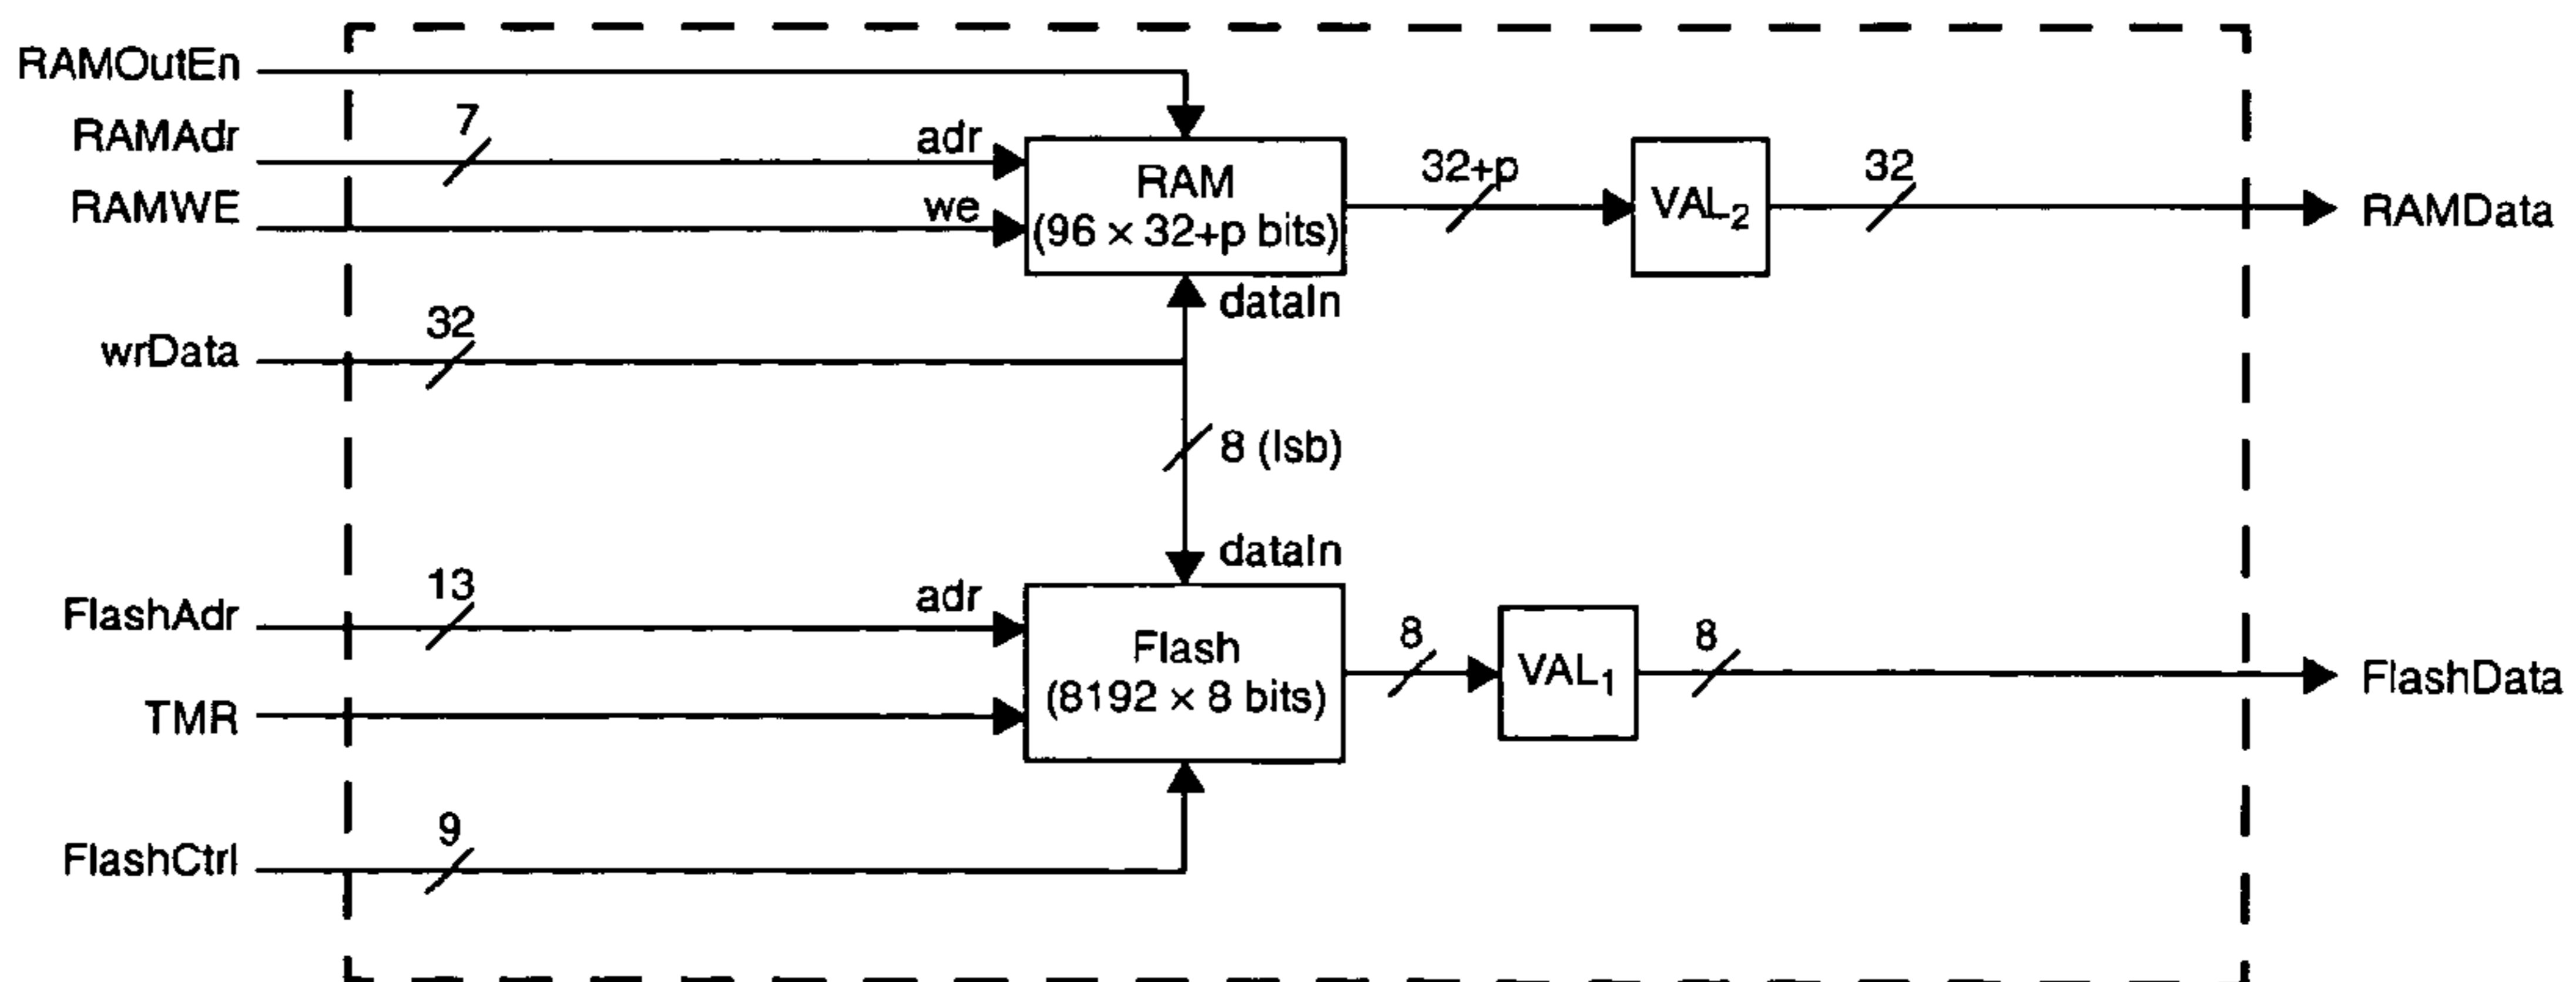 RAMOutEn
RAMAdr
7
adr
RAMWE
we
RAM
(96 × 32+p bits)
32+p
VAL2
32
RAMData
dataIn
wrData
32
8 (lsb)
dataIn
FlashAdr
13
adr
Flash
(8192 × 8 bits)
8
VAL1
8
FlashData
TMR
FlashCtrl
9